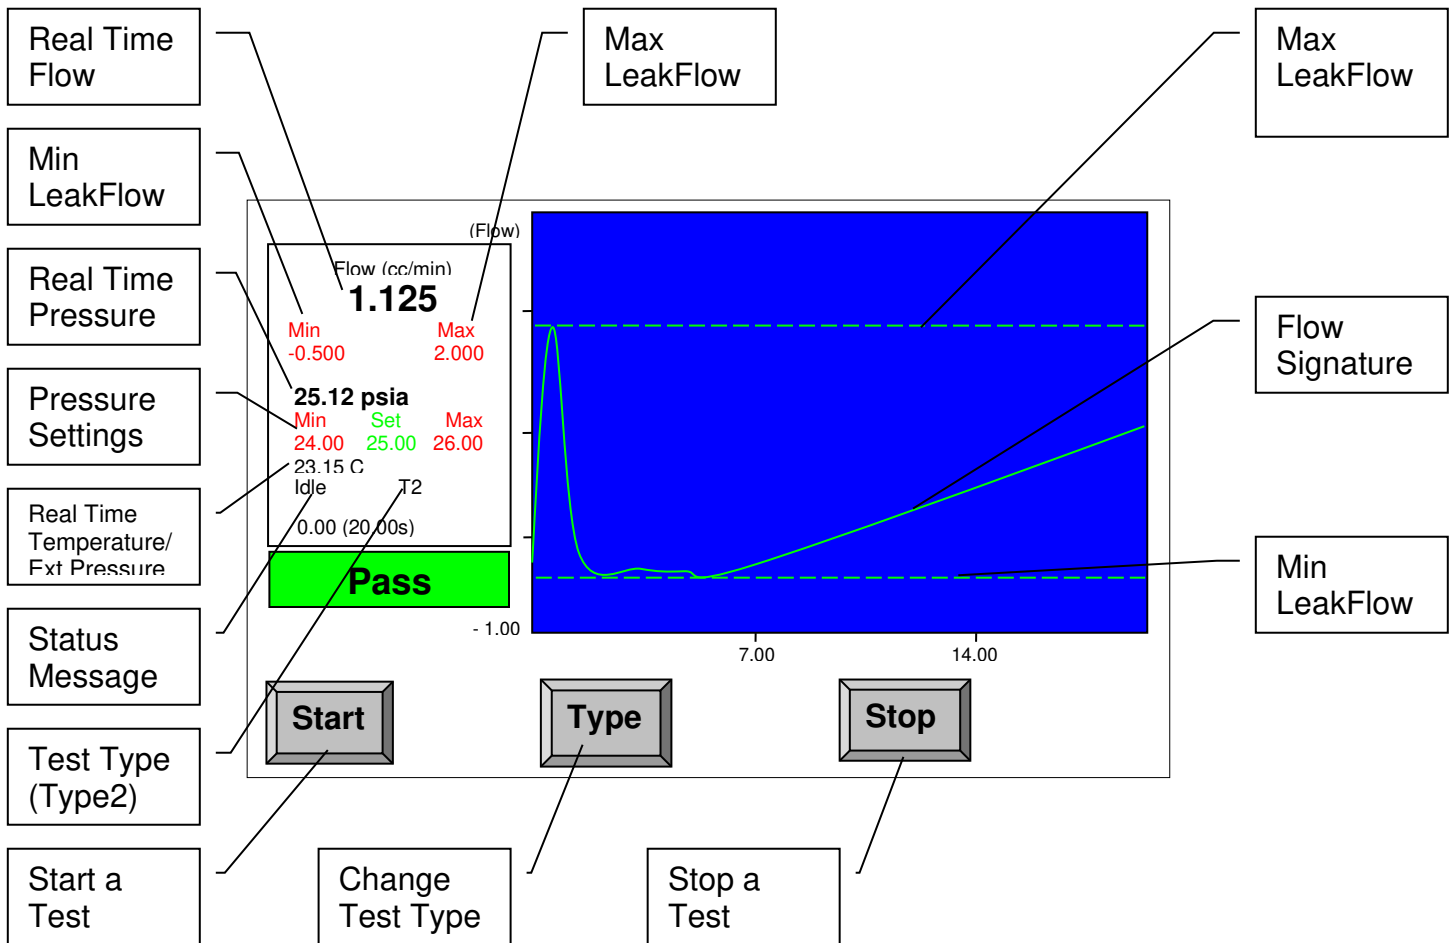 Real Time
Flow
Max
LeakFlow
Max
LeakFlow
Min
LeakFlow
Real Time
Pressure
Pressure
Settings
Real Time
Temperature/
Ext Pressure
Status
Message
Test Type
(Type2)
Start a
Test
(Flow)
Flow (cc/min)
1.125
Min Max
-0.500 2.000
25.12 psia
Min Set Max
24.00 25.00 26.00
23.15 C
Idle T2
0.00 (20.00s)
Pass
- 1.00
7.00 14.00
Start Type Stop
Flow
Signature
Min
LeakFlow
Change
Test Type
Stop a
Test